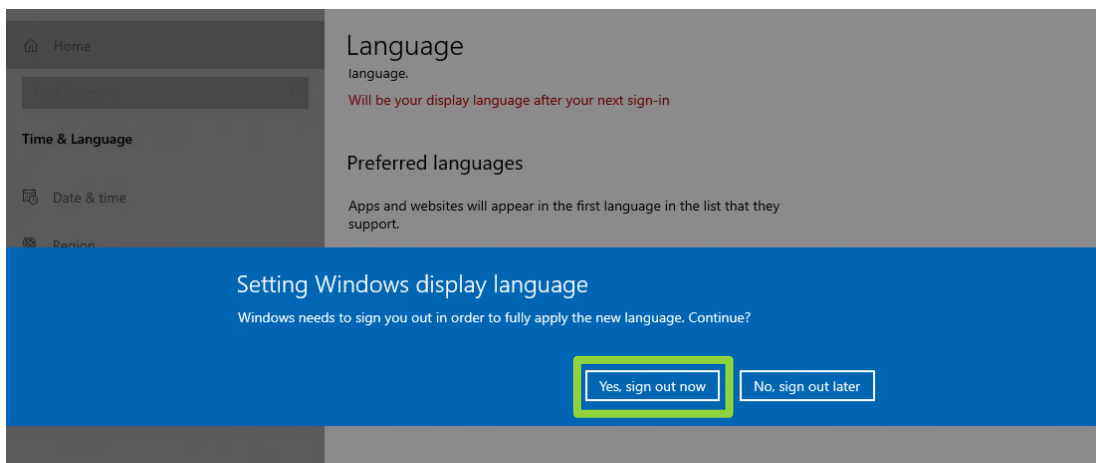 Home
Language
language.
Will be your display language after your next sign-in
Time & Language
Preferred languages
Date & time
Apps and websites will appear in the first language in the list that they
support.
Region
Setting Windows display language
Windows needs to sign you out in order to fully apply the new language. Continue?
Yes, sign out now
No, sign out later